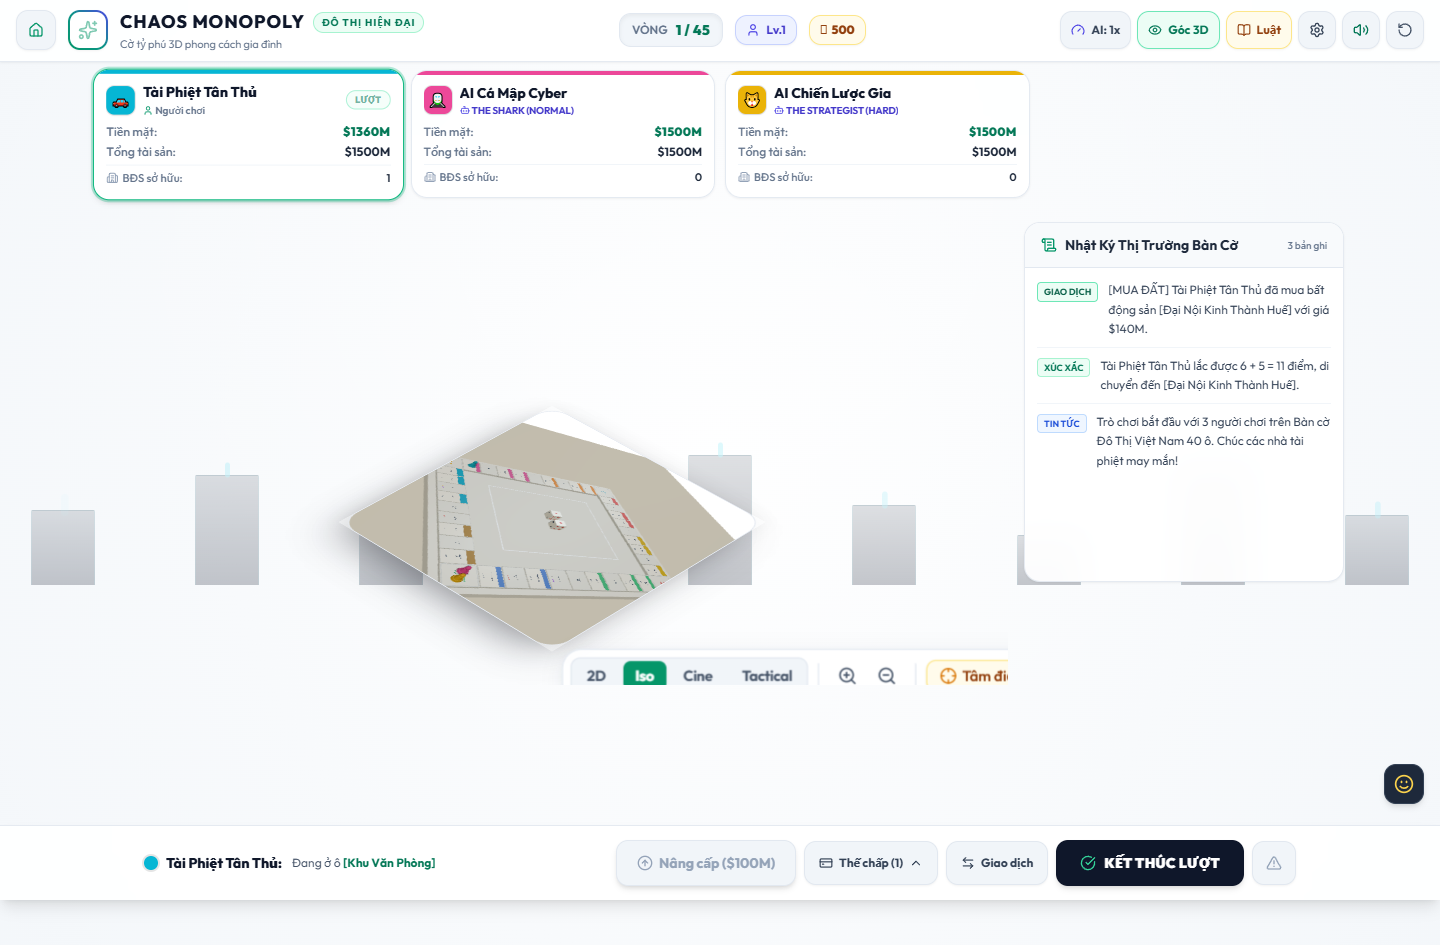 CHAOS MONOPOLY
ĐÔ THỊ HIỆN ĐẠI
Cờ tỷ phú 3D phong cách gia đình
VÒNG 1 / 45
Lv.1
500
AI: 1x
Góc 3D
Luật
Tài Phiệt Tân Thủ
Người chơi
LƯỢT
Tiền mặt: $1360M
Tổng tài sản: $1500M
BĐS sở hữu: 1
AI Cá Mập Cyber
THE SHARK (NORMAL)
Tiền mặt: $1500M
Tổng tài sản: $1500M
BĐS sở hữu: 0
AI Chiến Lược Gia
THE STRATEGIST (HARD)
Tiền mặt: $1500M
Tổng tài sản: $1500M
BĐS sở hữu: 0
Nhật Ký Thị Trường Bàn Cờ
3 bản ghi
GIAO DỊCH
[MUA ĐẤT] Tài Phiệt Tân Thủ đã mua bất
động sản [Đại Nội Kinh Thành Huế] với giá
$140M.
XÚC XẮC
Tài Phiệt Tân Thủ lắc được 6 + 5 = 11 điểm, di
chuyển đến [Đại Nội Kinh Thành Huế].
TIN TỨC
Trò chơi bắt đầu với 3 người chơi trên Bàn cờ
Đô Thị Việt Nam 40 ô. Chúc các nhà tài
phiệt may mắn!
2D
Iso
Cine
Tactical
Tâm
Tài Phiệt Tân Thủ: Đang ở ô [Khu Văn Phòng]
Nâng cấp ($100M)
Thế chấp (1)
Giao dịch
KẾT THÚC LƯỢT